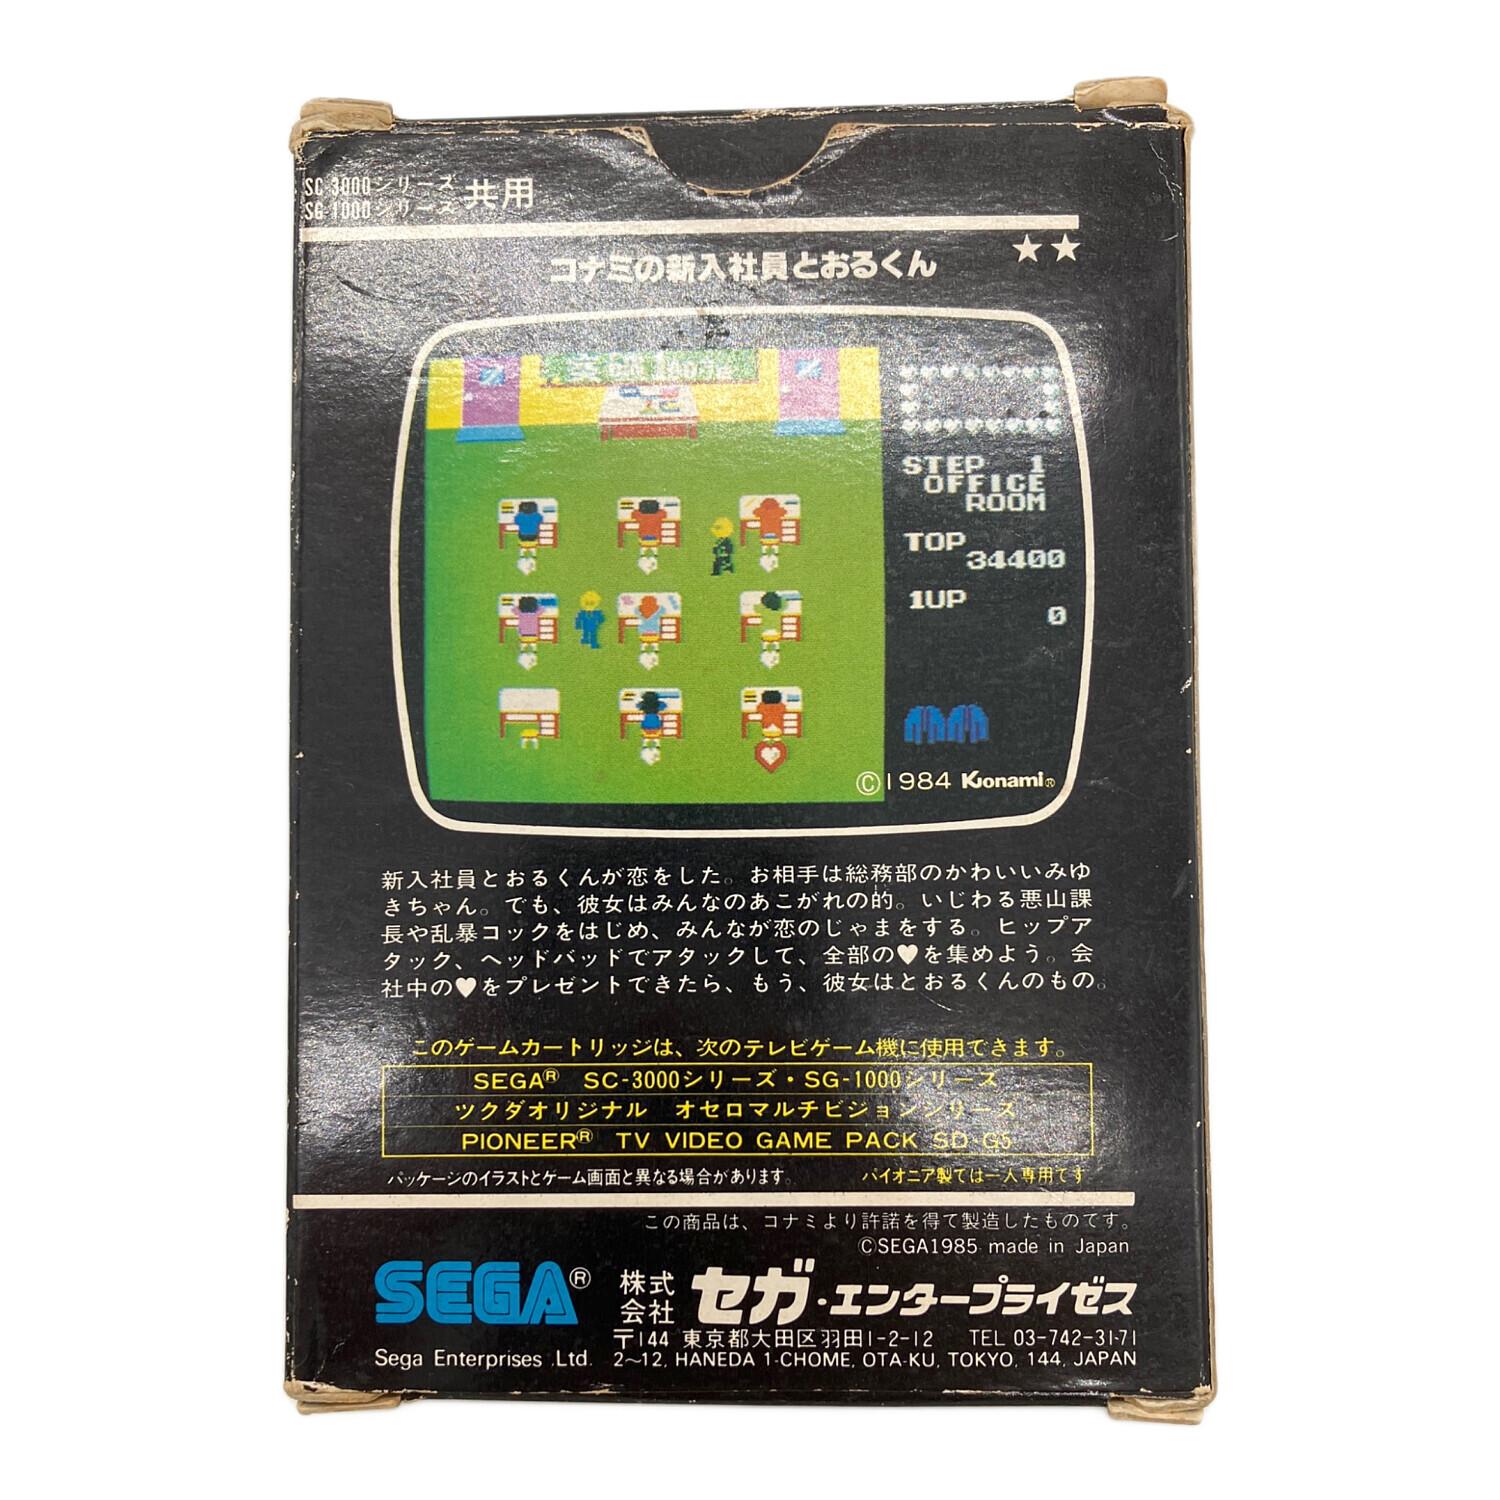 SC-3000シリーズ
SG-1000シリーズ 共用
★★
コナミの新入社員とおるくん
STEP 1
OFFICE
ROOM
TOP
34400
1UP
0
©1984 Konami®
新入社員とおるくんが恋をした。お相手は総務部のかわいいみゆ
きちゃん。でも、彼女はみんなのあこがれの的。いじわる悪山課
長や乱暴コックをはじめ、みんなが恋のじゃまをする。ヒップア
タック、ヘッドバッドでアタックして、全部の♥を集めよう。会
社中の♥をプレゼントできたら、もう、彼女はとおるくんのもの。
このゲームカートリッジは、次のテレビゲーム機に使用できます。
SEGA® SC-3000シリーズ・SG-1000シリーズ
ツクダオリジナル オセロマルチビジョンシリーズ
PIONEER® TV VIDEO GAME PACK SD-G5
パッケージのイラストとゲーム画面と異なる場合があります。 パイオニア製では一人専用です
この商品は、コナミより許諾を得て製造したものです。
©SEGA1985 made in Japan
SEGA® 株式会社 セガ・エンタープライゼス
〒144 東京都大田区羽田1-2-12 TEL 03-742-3171
Sega Enterprises, Ltd. 2~12, HANEDA 1-CHOME, OTA-KU, TOKYO, 144, JAPAN